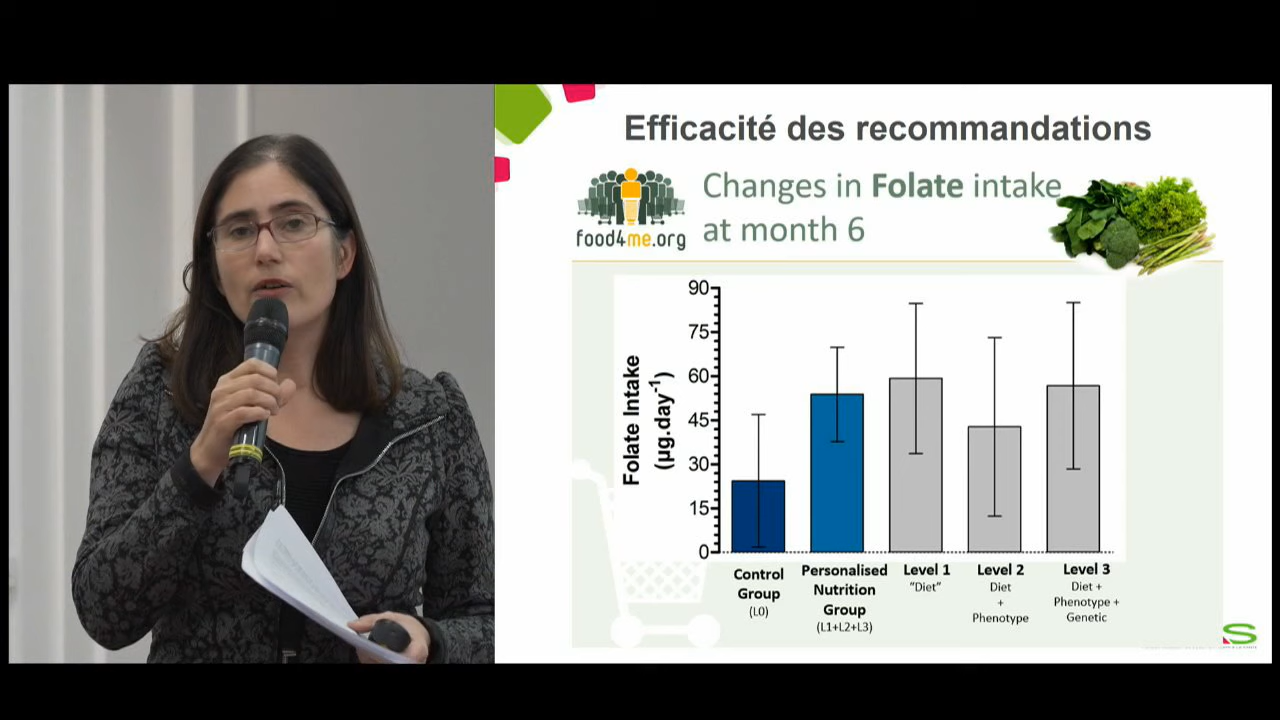 Efficacité des recommandations
Changes in Folate intake
at month 6
food4me.org
90
75
60
45
30
15
0
Folate Intake
(µg.day-1)
Control
Group
(L0)
Personalised
Nutrition
Group
(L1+L2+L3)
Level 1
"Diet"
Level 2
Diet
+
Phenotype
Level 3
Diet +
Phenotype +
Genetic
S